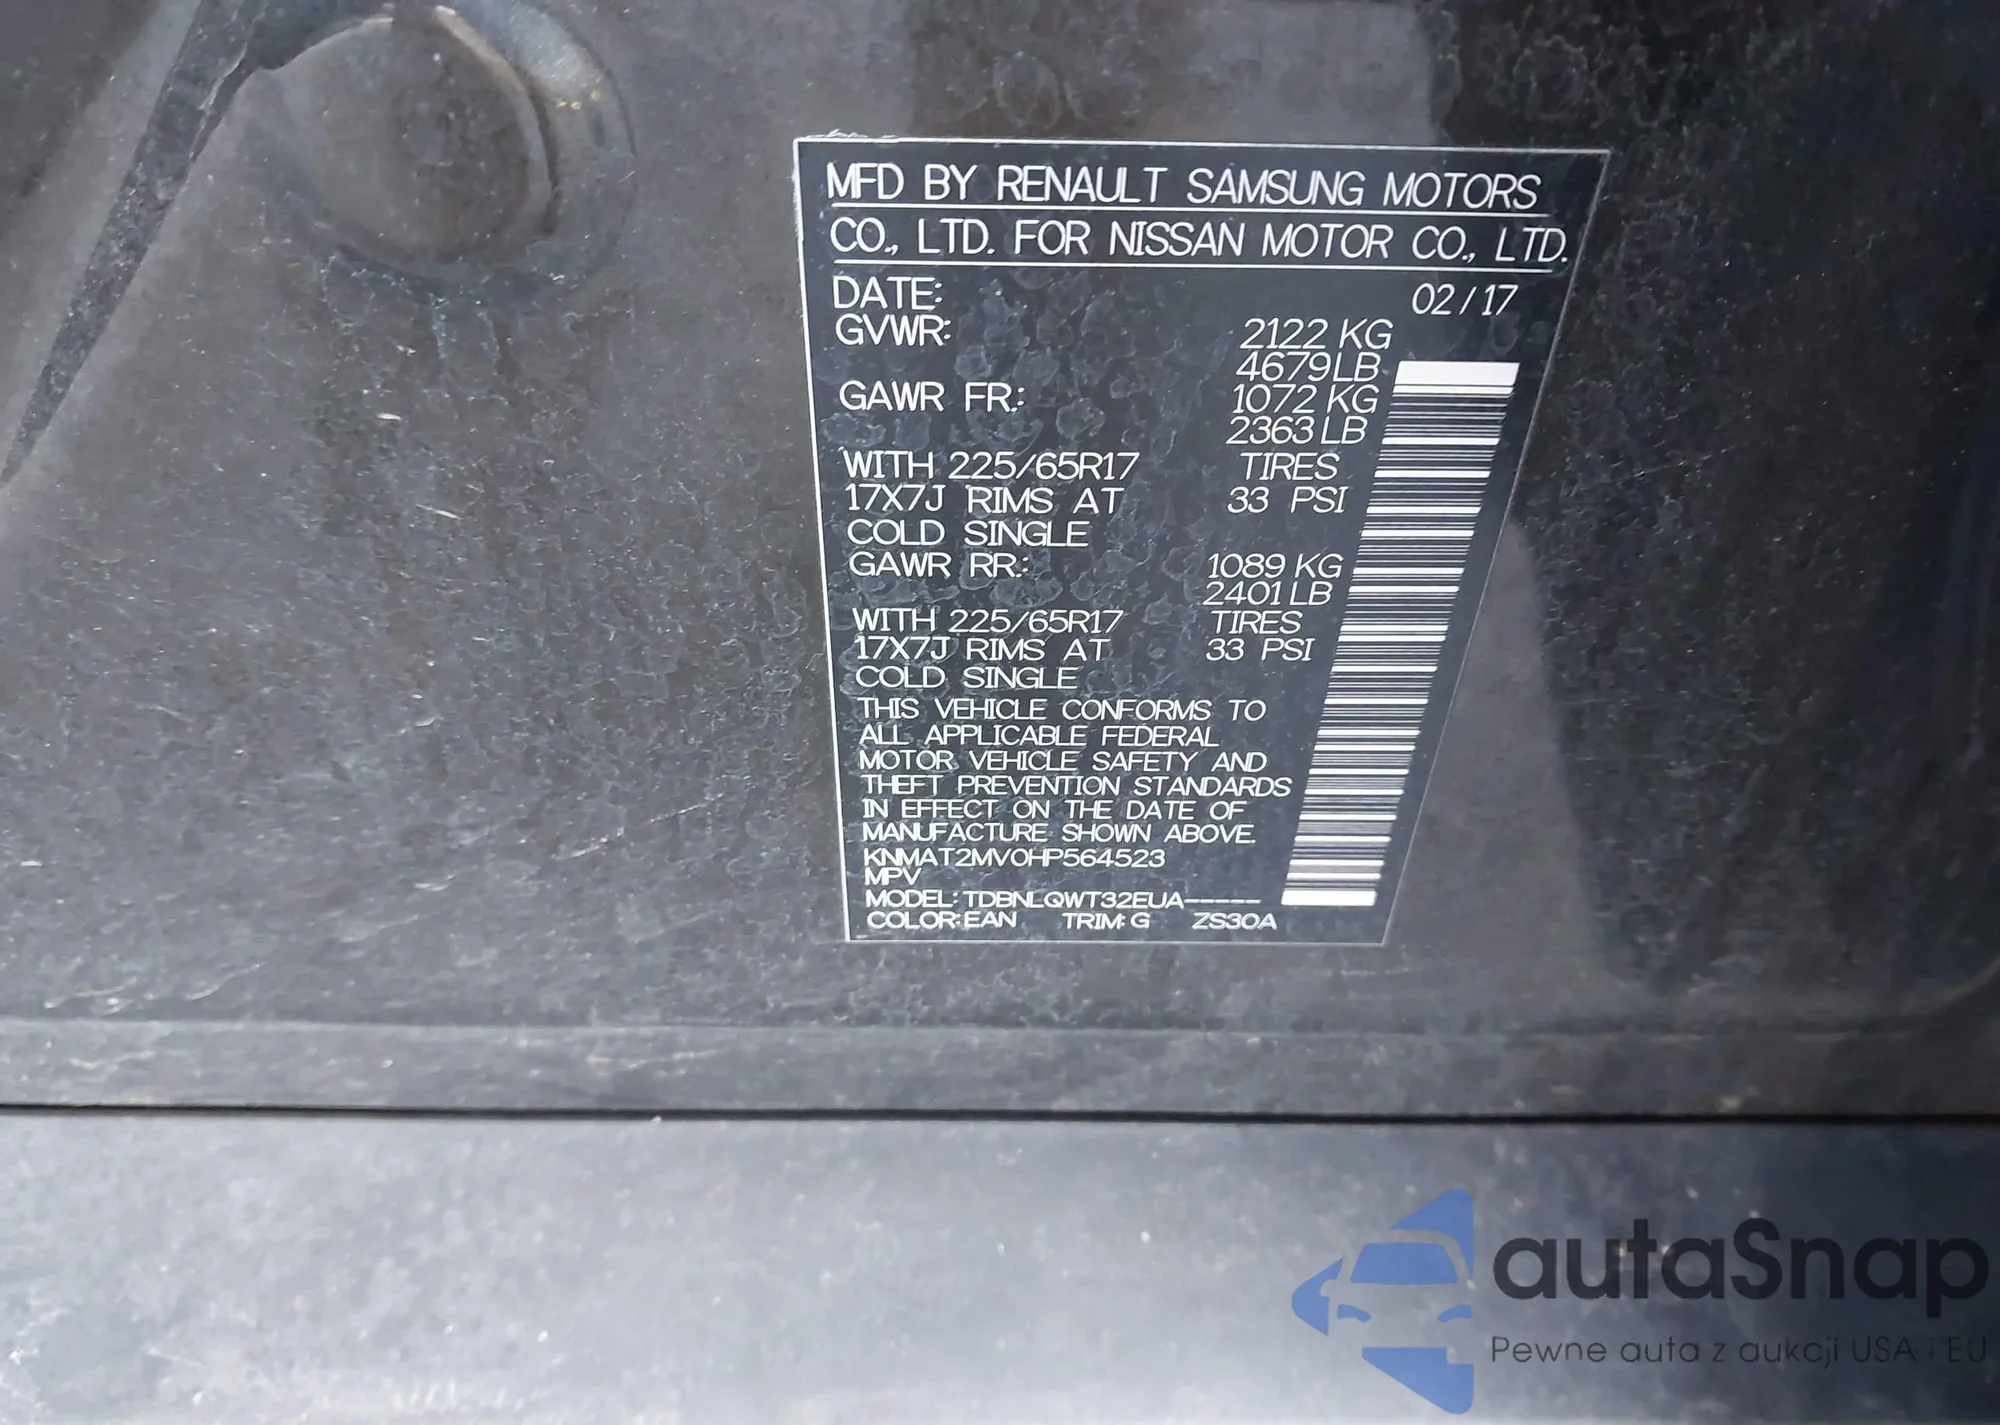 MFD BY RENAULT SAMSUNG MOTORS
CO., LTD. FOR NISSAN MOTOR CO., LTD.
DATE: 02/17
GVWR: 2122 KG
4679LB
GAWR FR.: 1072 KG
2363 LB
WITH 225/65R17 TIRES
17X7J RIMS AT 33 PSI
COLD SINGLE
GAWR RR.: 1089 KG
2401 LB
WITH 225/65R17 TIRES
17X7J RIMS AT 33 PSI
COLD SINGLE
THIS VEHICLE CONFORMS TO
ALL APPLICABLE FEDERAL
MOTOR VEHICLE SAFETY AND
THEFT PREVENTION STANDARDS
IN EFFECT ON THE DATE OF
MANUFACTURE SHOWN ABOVE.
KNMAT2MV0HP564523
MPV
MODEL: TDBNLQWT32EUA-----
COLOR: EAN TRIM: G ZS30A
autaSnap
Pewne auta z aukcji USA i EU